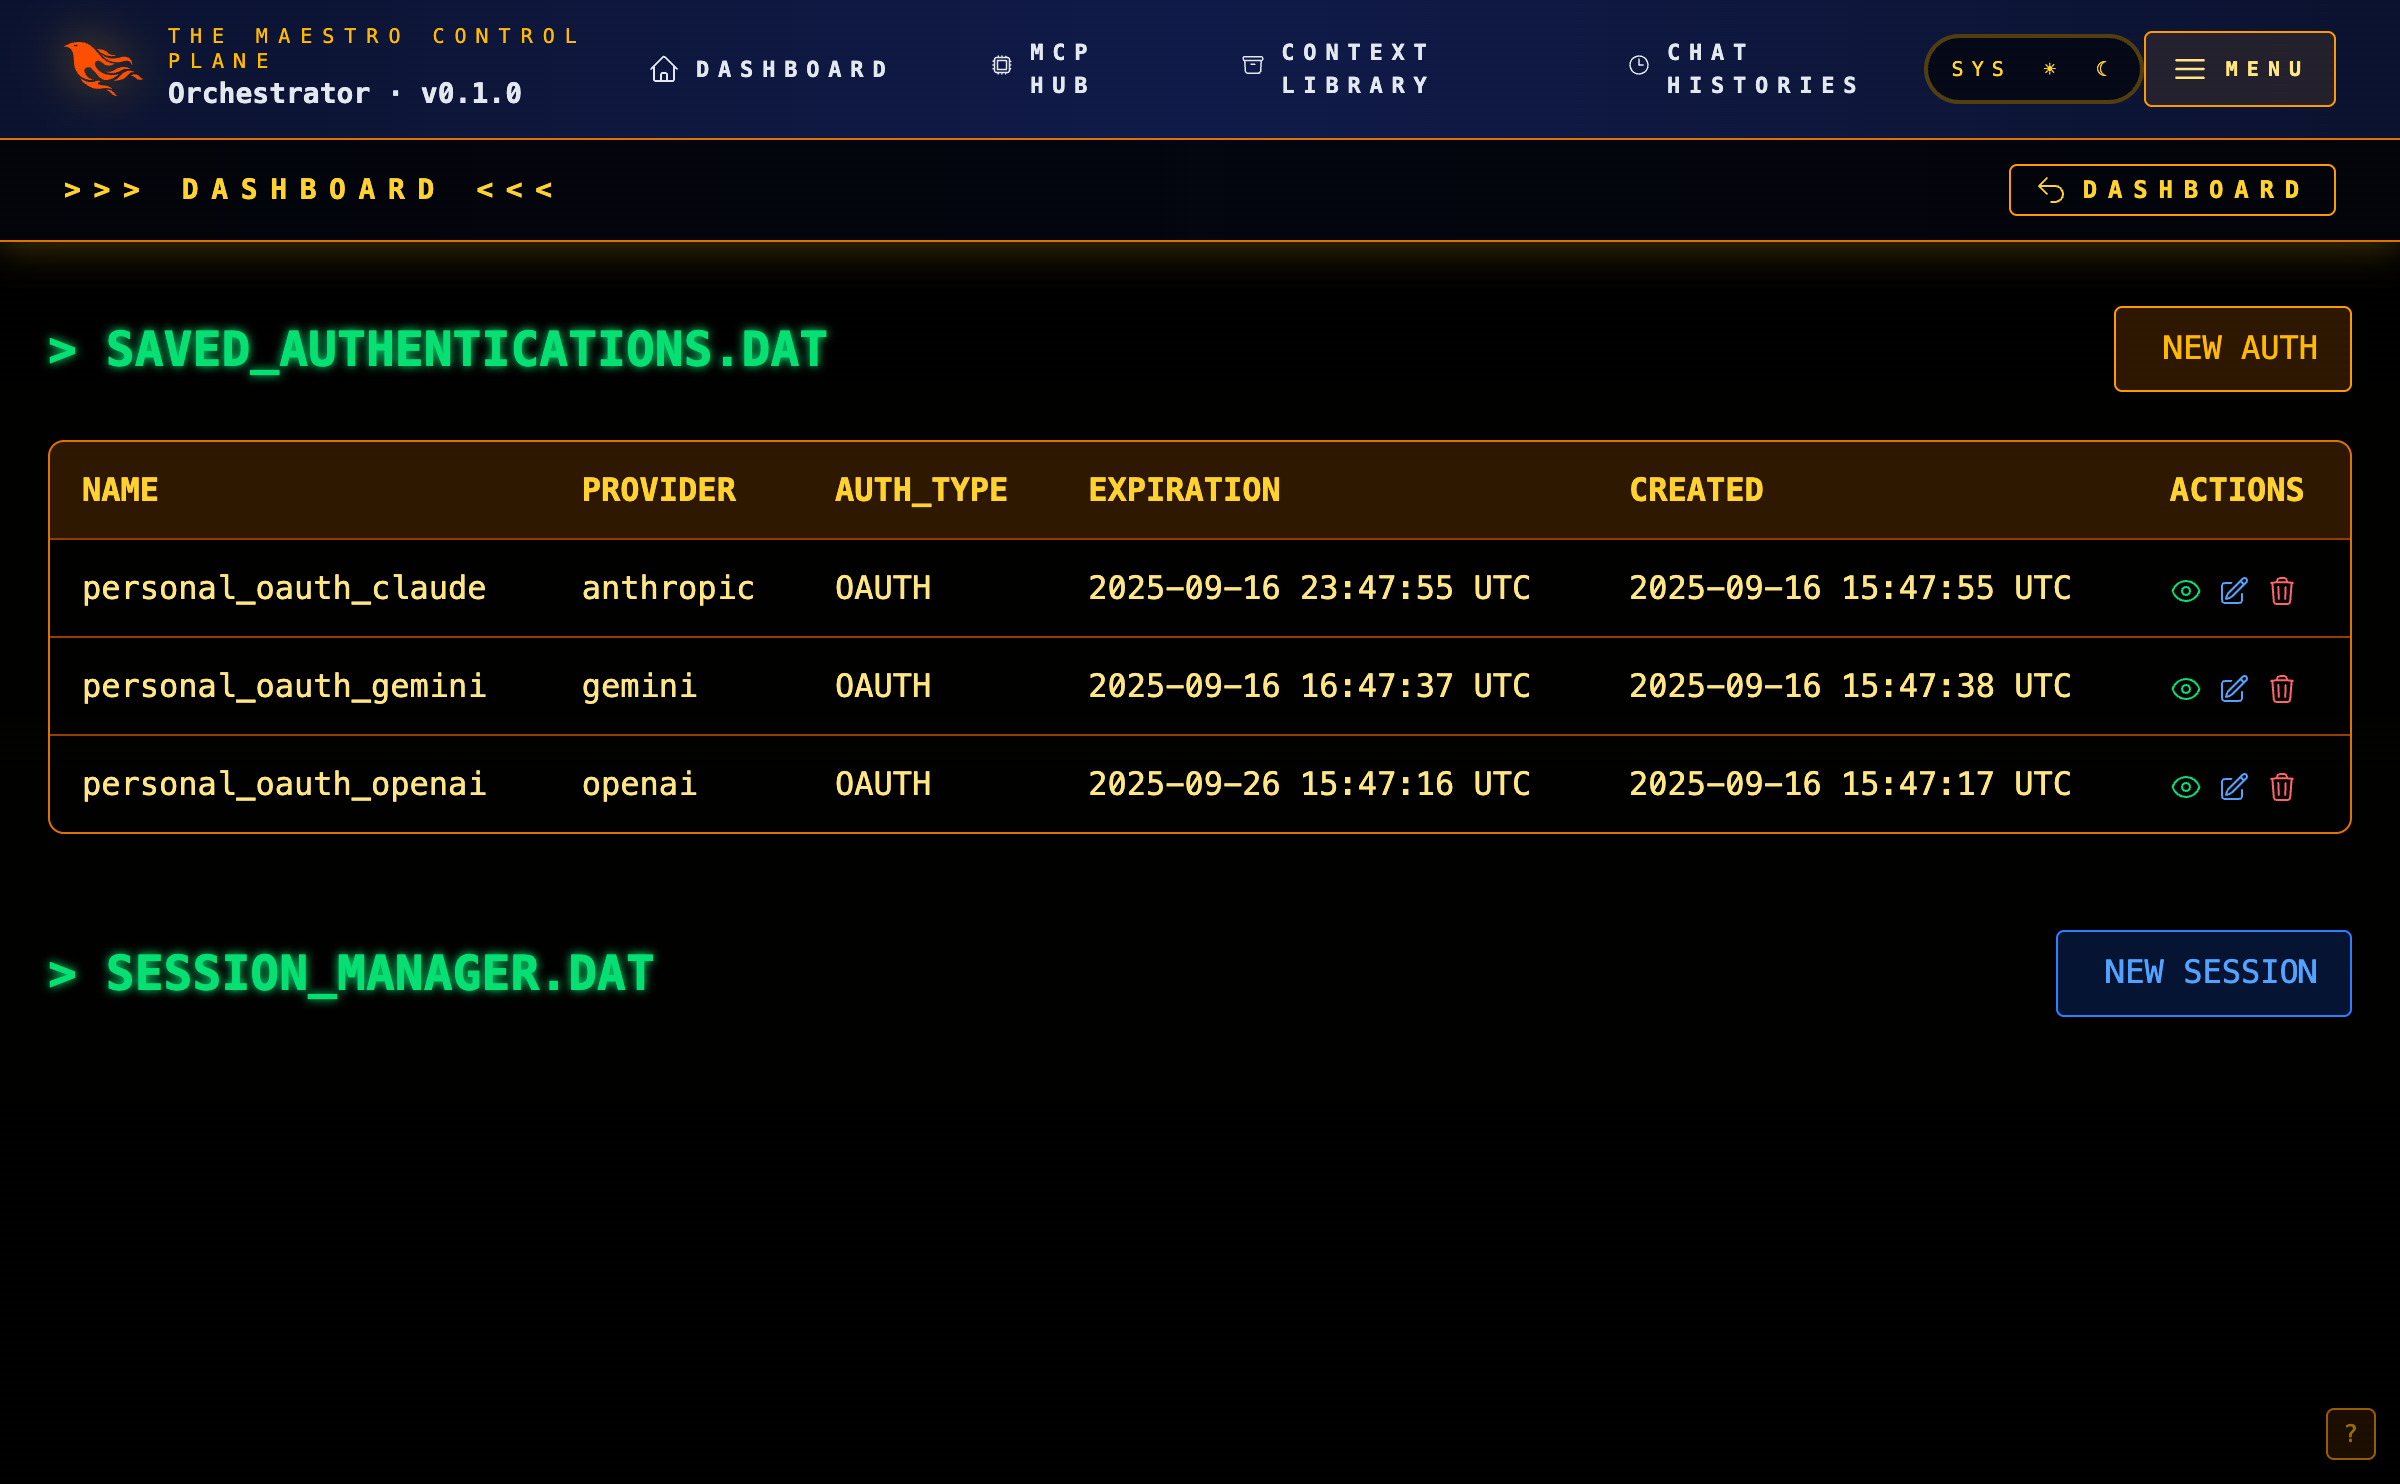 THE MAESTRO CONTROL
PLANE
Orchestrator · v0.1.0
DASHBOARD
MCP
HUB
CONTEXT
LIBRARY
CHAT
HISTORIES
SYS ☀ ☾
MENU
>>> DASHBOARD <<<
DASHBOARD
> SAVED_AUTHENTICATIONS.DAT
NEW AUTH
NAME PROVIDER AUTH_TYPE EXPIRATION CREATED ACTIONS
personal_oauth_claude anthropic OAUTH 2025-09-16 23:47:55 UTC 2025-09-16 15:47:55 UTC
personal_oauth_gemini gemini OAUTH 2025-09-16 16:47:37 UTC 2025-09-16 15:47:38 UTC
personal_oauth_openai openai OAUTH 2025-09-26 15:47:16 UTC 2025-09-16 15:47:17 UTC
> SESSION_MANAGER.DAT
NEW SESSION
?